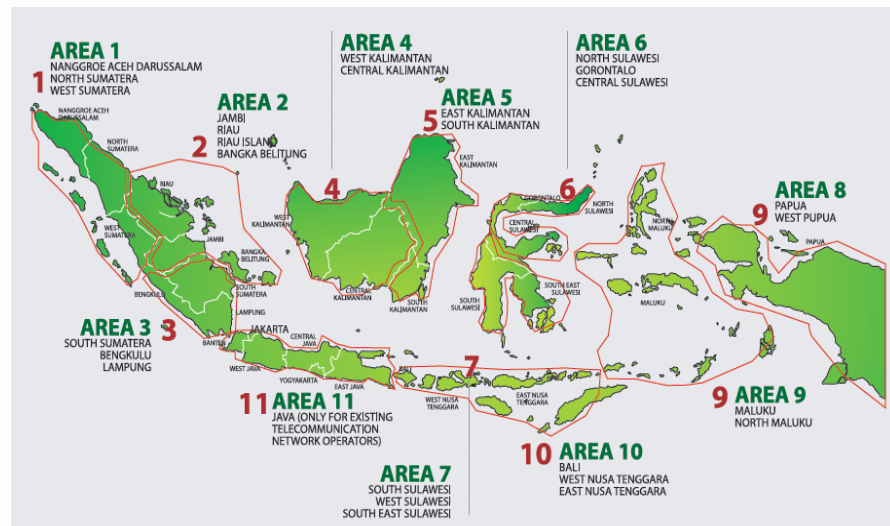 AREA 1
NANGGROE ACEH DARUSSALAM
NORTH SUMATERA
WEST SUMATERA
1
AREA 2
JAMBI
RIAU
RIAU ISLAND
BANGKA BELITUNG
2
AREA 4
WEST KALIMANTAN
CENTRAL KALIMANTAN
4
AREA 5
EAST KALIMANTAN
SOUTH KALIMANTAN
5
AREA 6
NORTH SULAWESI
GORONTALO
CENTRAL SULAWESI
6
AREA 8
PAPUA
WEST PUPUA
9
NANGGROE ACEH
DARUSSALAM
NORTH
SUMATERA
RIAU
WEST
SUMATERA
JAMBI
BANGKA
BELITUNG
BENGKULU
SOUTH
SUMATERA
LAMPUNG
BANTEN
JAKARTA
CENTRAL
JAVA
WEST JAVA
YOGYAKARTA
EAST JAVA
BALI
WEST NUSA
TENGGARA
EAST NUSA
TENGGARA
WEST
KALIMANTAN
CENTRAL
KALIMANTAN
SOUTH
KALIMANTAN
EAST
KALIMANTAN
GORONTALO
NORTH
SULAWESI
CENTRAL
SULAWESI
SOUTH
SULAWESI
SOUTH EAST
SULAWESI
NORTH
MALUKU
MALUKU
PAPUA
AREA 3
SOUTH SUMATERA
BENGKULU
LAMPUNG
3
11
AREA 11
JAVA (ONLY FOR EXISTING
TELECOMMUNICATION
NETWORK OPERATORS)
7
AREA 7
SOUTH SULAWESI
WEST SULAWESI
SOUTH EAST SULAWESI
10
AREA 10
BALI
WEST NUSA TENGGARA
EAST NUSA TENGGARA
9
AREA 9
MALUKU
NORTH MALUKU